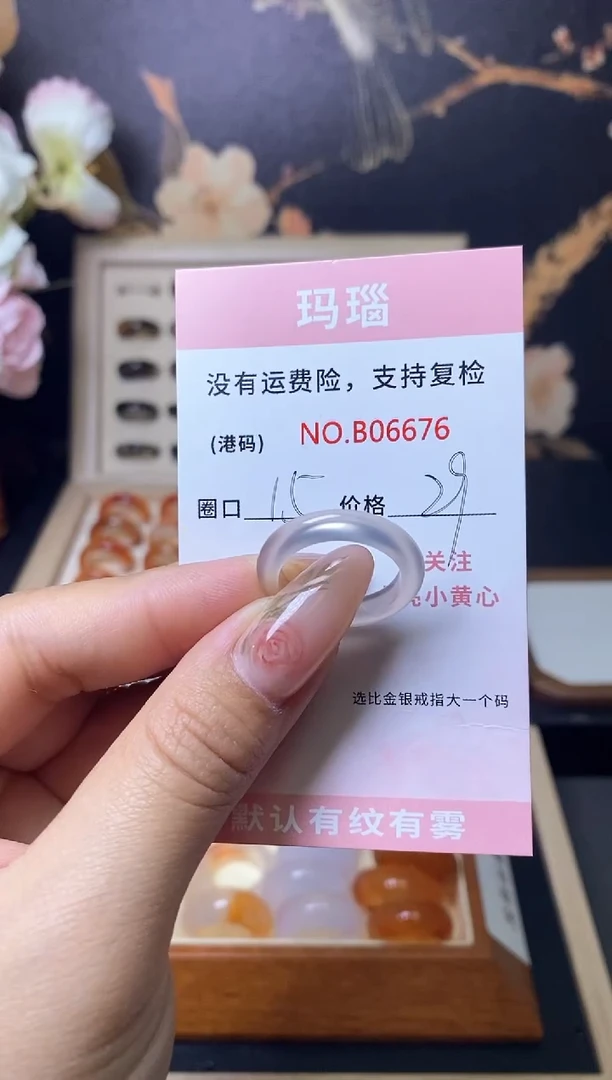 玛瑙
没有运费险，支持复检
(港码) NO.B06676
圈口 15 价格 29
关注
亮小黄心
选比金银戒指大一个码
默认有纹有雾